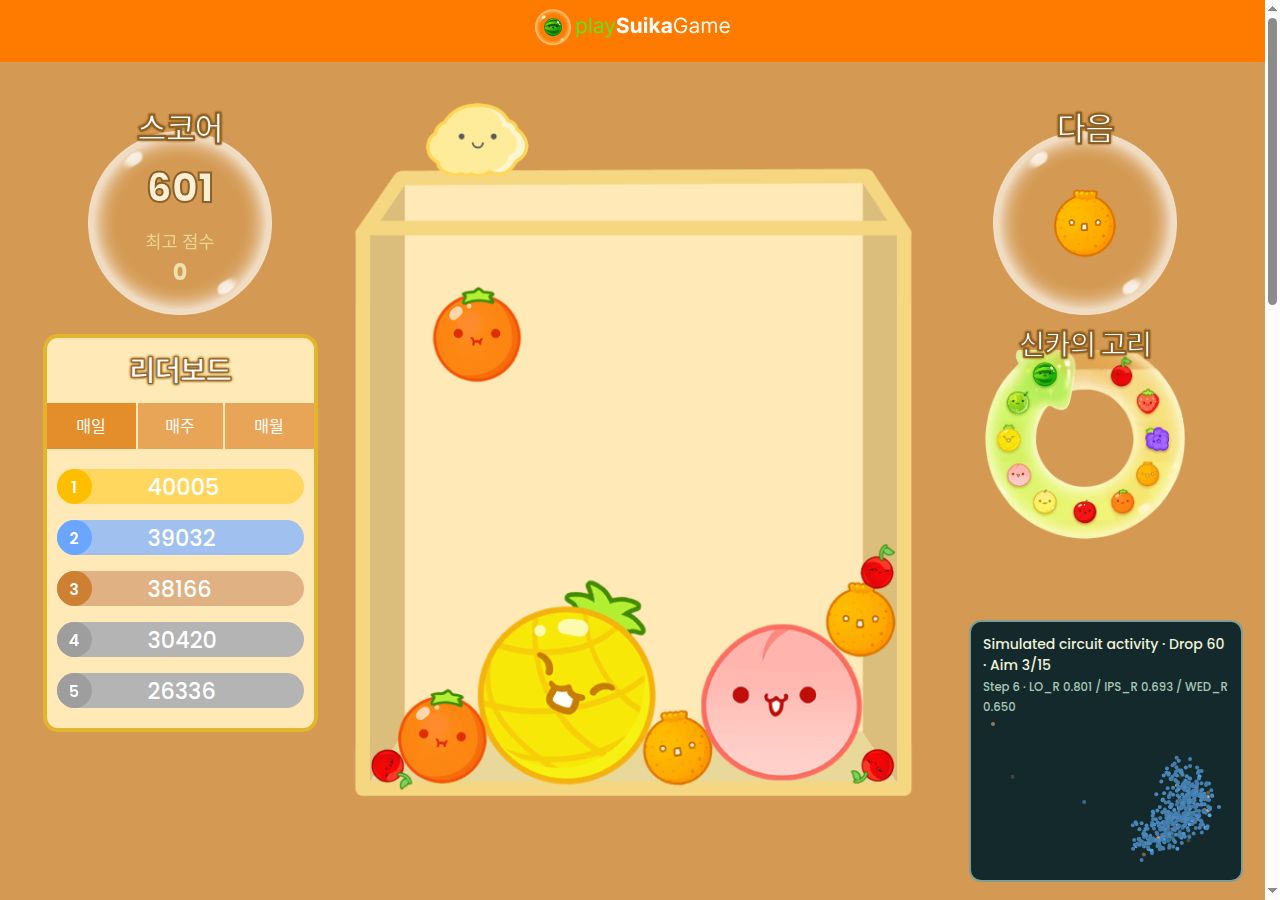 playSuikaGame
스코어
601
최고 점수
0
리더보드
매일 매주 매월
1 40005
2 39032
3 38166
4 30420
5 26336
다음
신카의 고리
Simulated circuit activity · Drop 60
· Aim 3/15
Step 6 · LO_R 0.801 / IPS_R 0.693 / WED_R
0.650